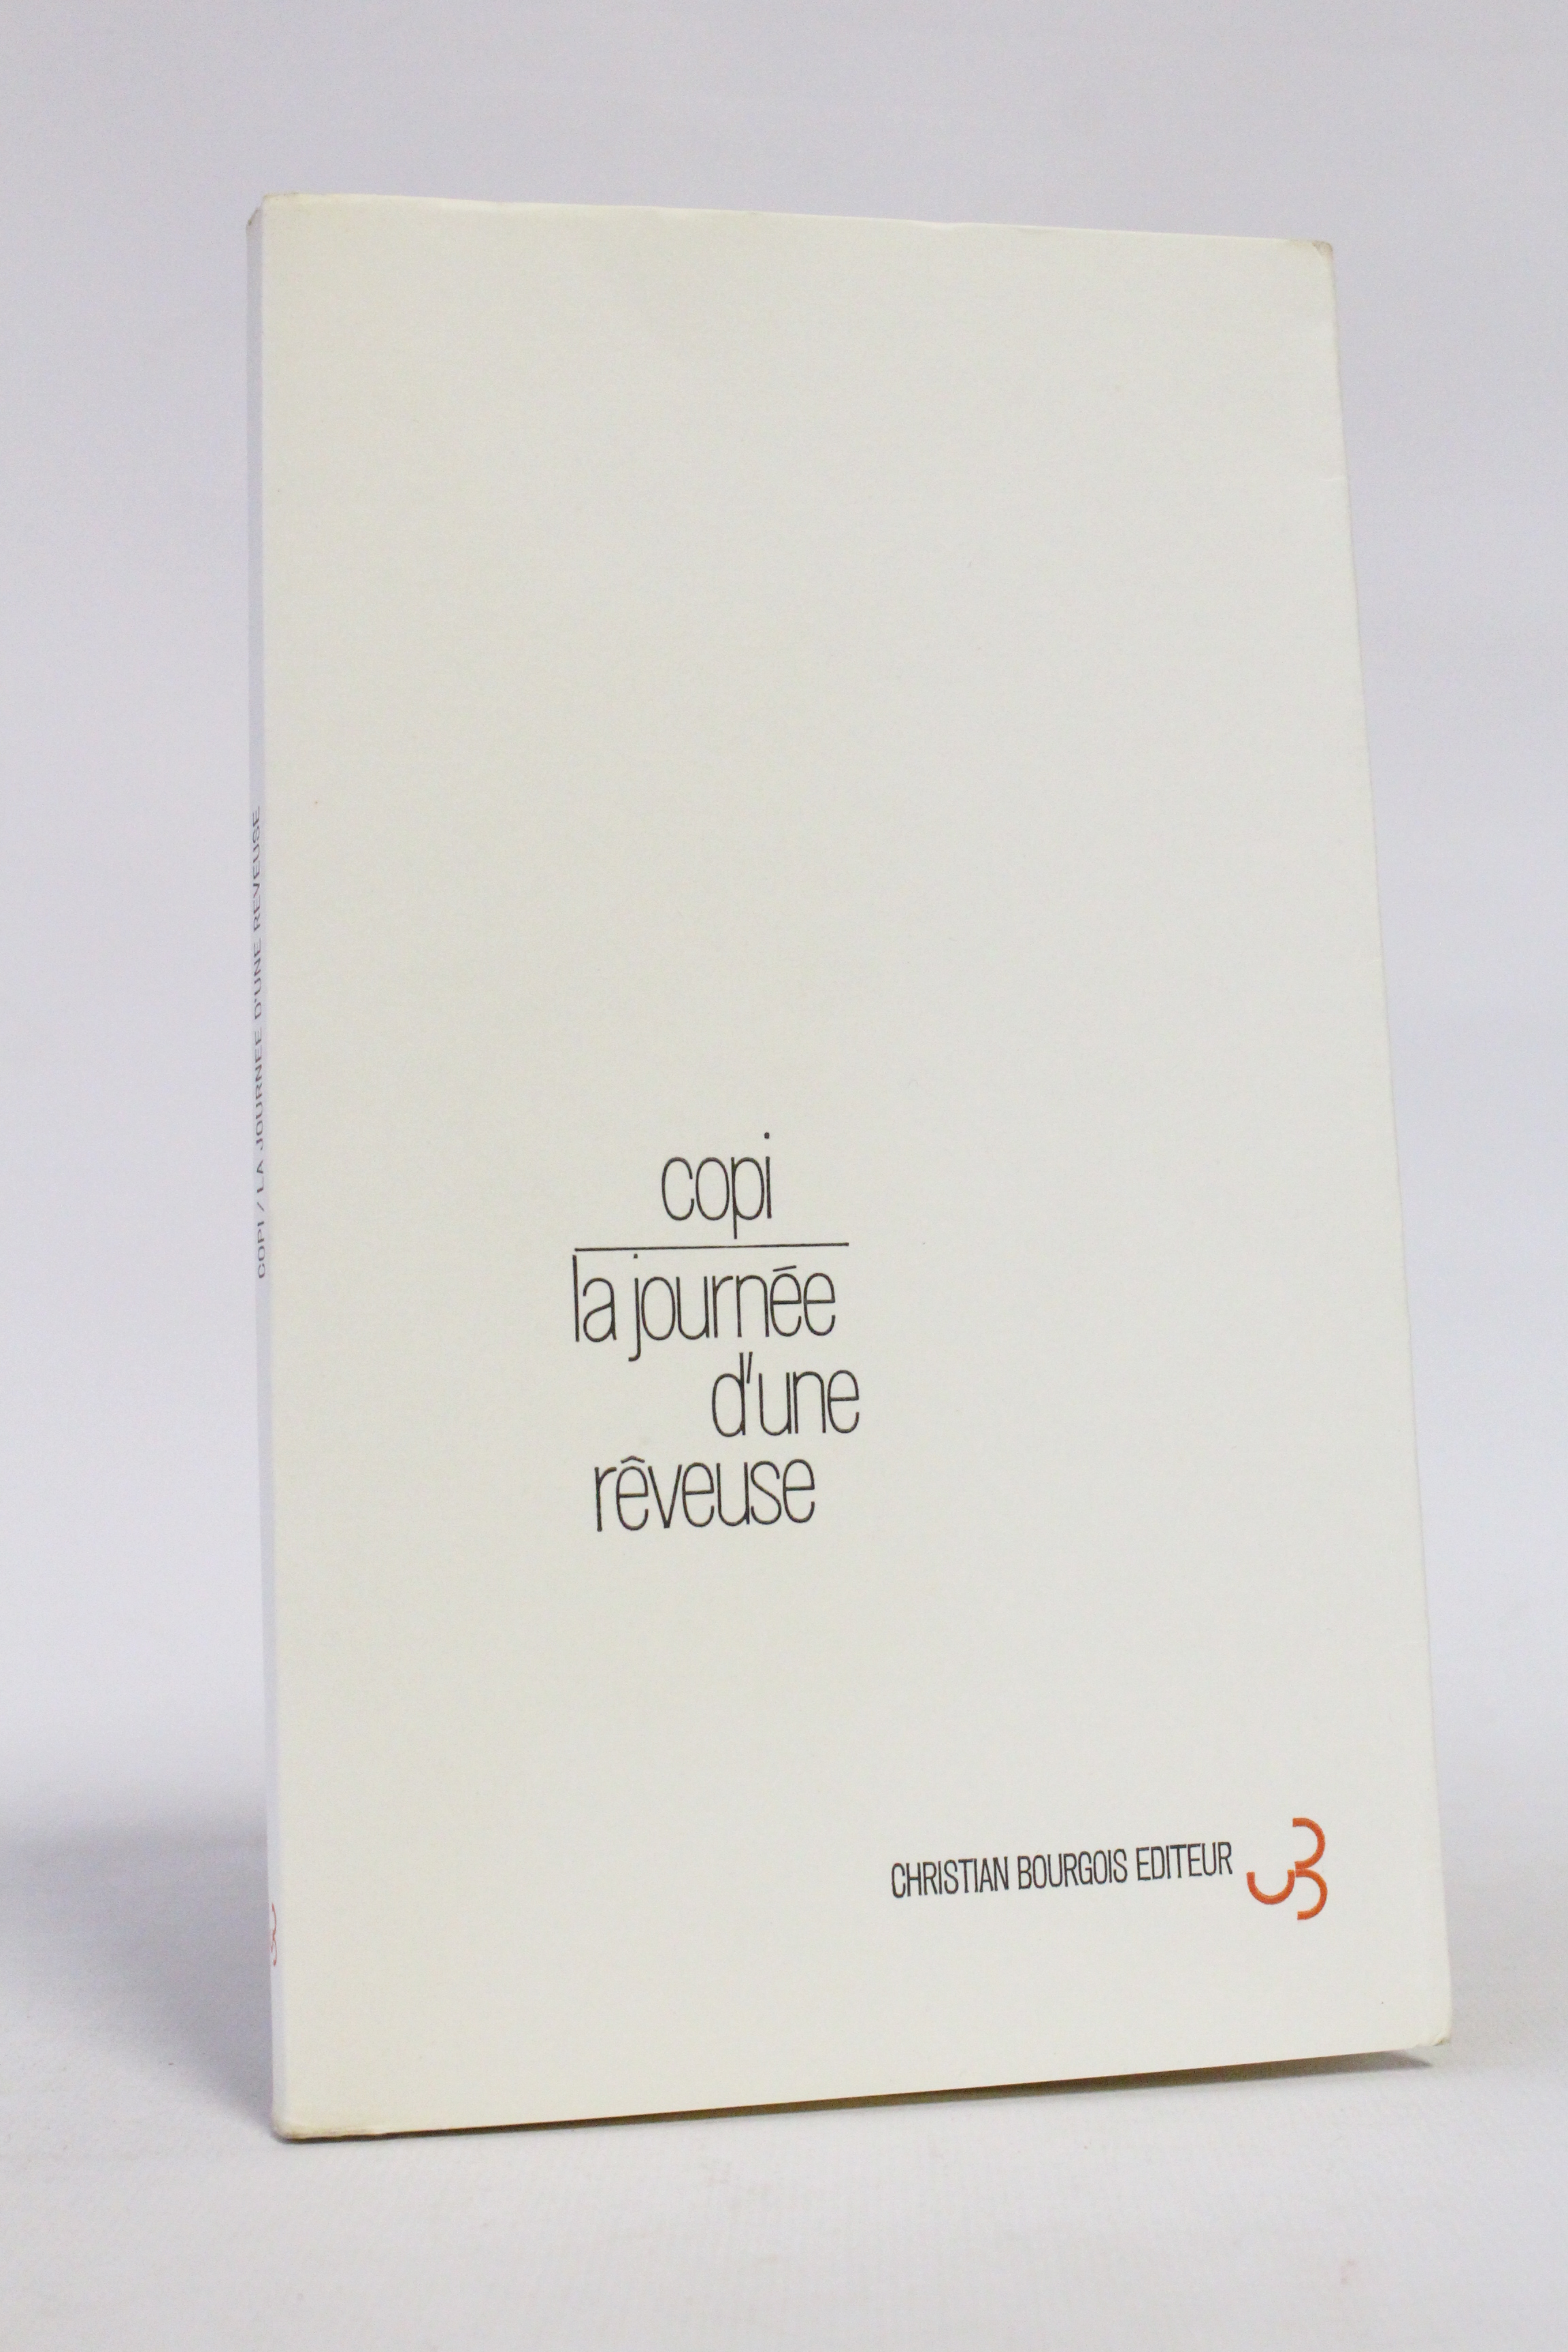 copi
la journée
d'une
rêveuse
CHRISTIAN BOURGOIS EDITEUR
COPI / LA JOURNEE D'UNE REVEUSE